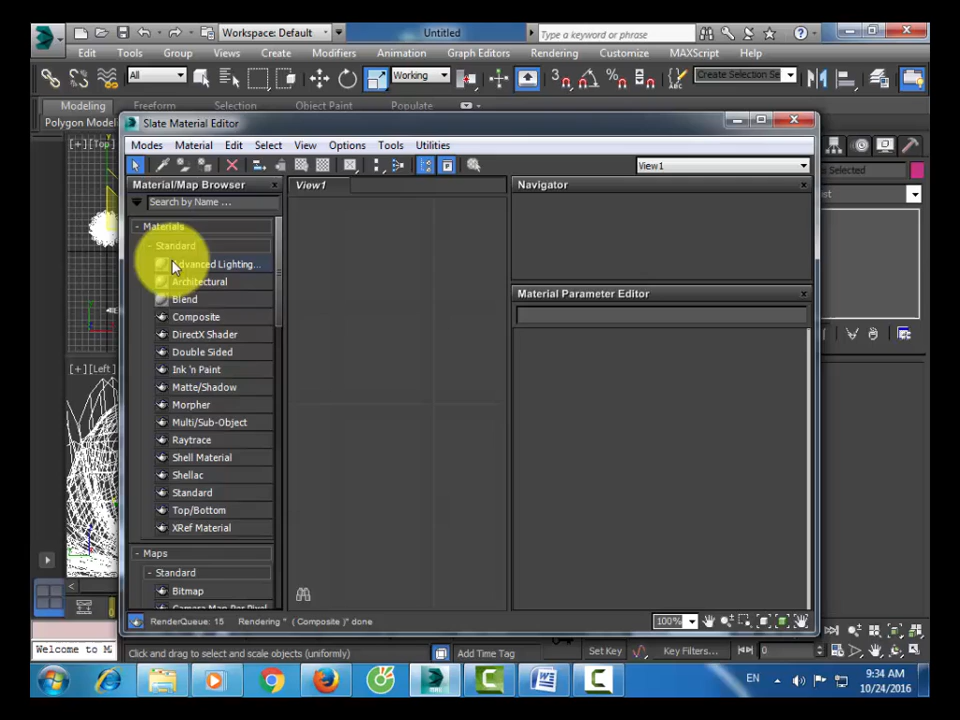 Workspace: Default
Untitled
Type a keyword or phrase
Edit Tools Group Views Create Modifiers Animation Graph Editors Rendering Customize MAXScript Help
All
Working
3
Create Selection Se
Modeling Freeform Selection Object Paint Populate
Polygon Mode
[+][Top]
Slate Material Editor
Modes Material Edit Select View Options Tools Utilities
View1
Material/Map Browser
Search by Name ...
- Materials
- Standard
Advanced Lighting...
Architectural
Blend
Composite
DirectX Shader
Double Sided
Ink 'n Paint
Matte/Shadow
Morpher
Multi/Sub-Object
Raytrace
Shell Material
Shellac
Standard
Top/Bottom
XRef Material
- Maps
- Standard
Bitmap
Camera Map Per Pixel
View1
Navigator
Material Parameter Editor
Selected
[+][Left]
RenderQueue: 15 Rendering " ( Composite )" done
100%
Welcome to M
Click and drag to select and scale objects (uniformly)
Add Time Tag
Set Key
Key Filters...
0
EN
9:34 AM
10/24/2016